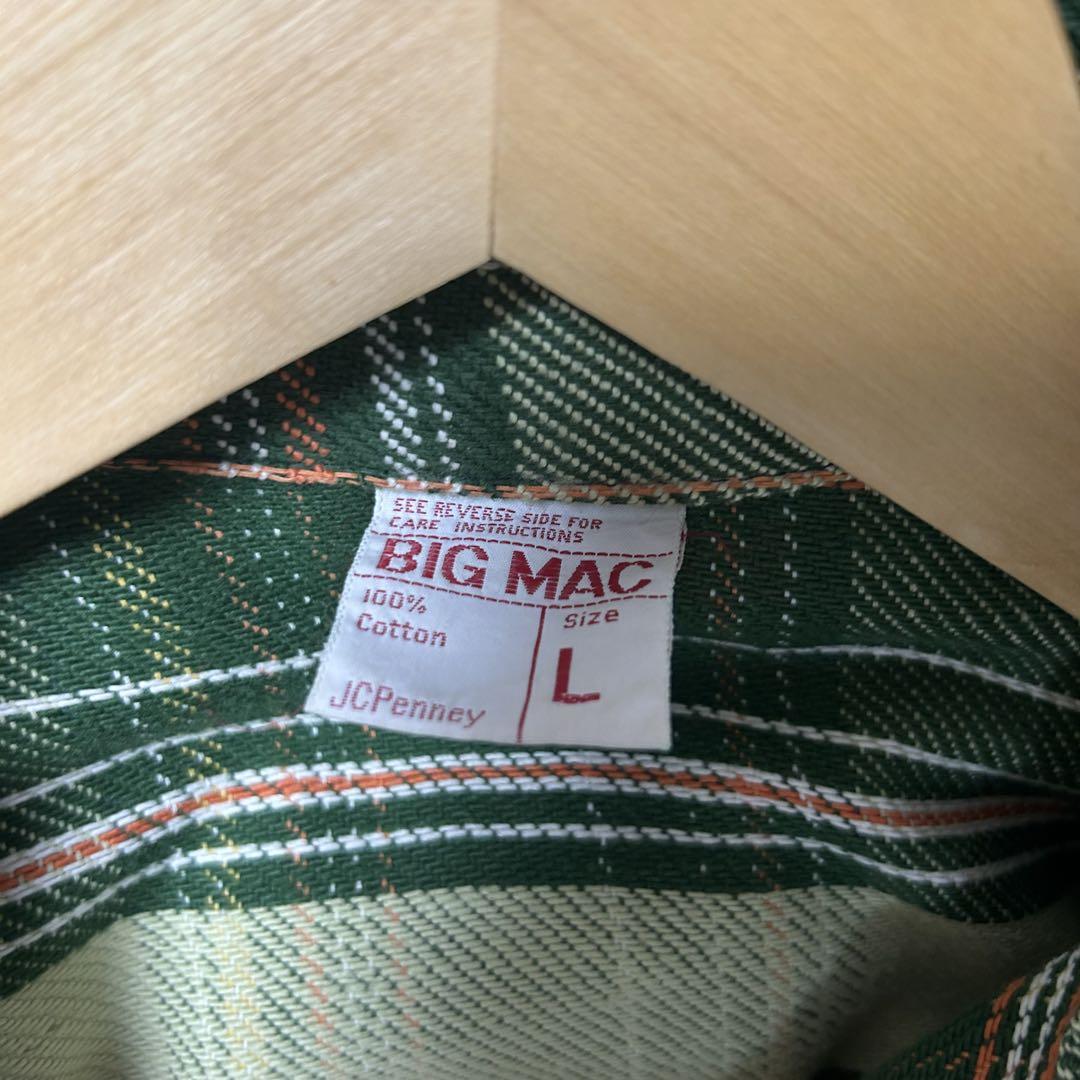 SEE REVERSE SIDE FOR
CARE INSTRUCTIONS
BIG MAC
100%
Cotton
Size
L
JCPenney